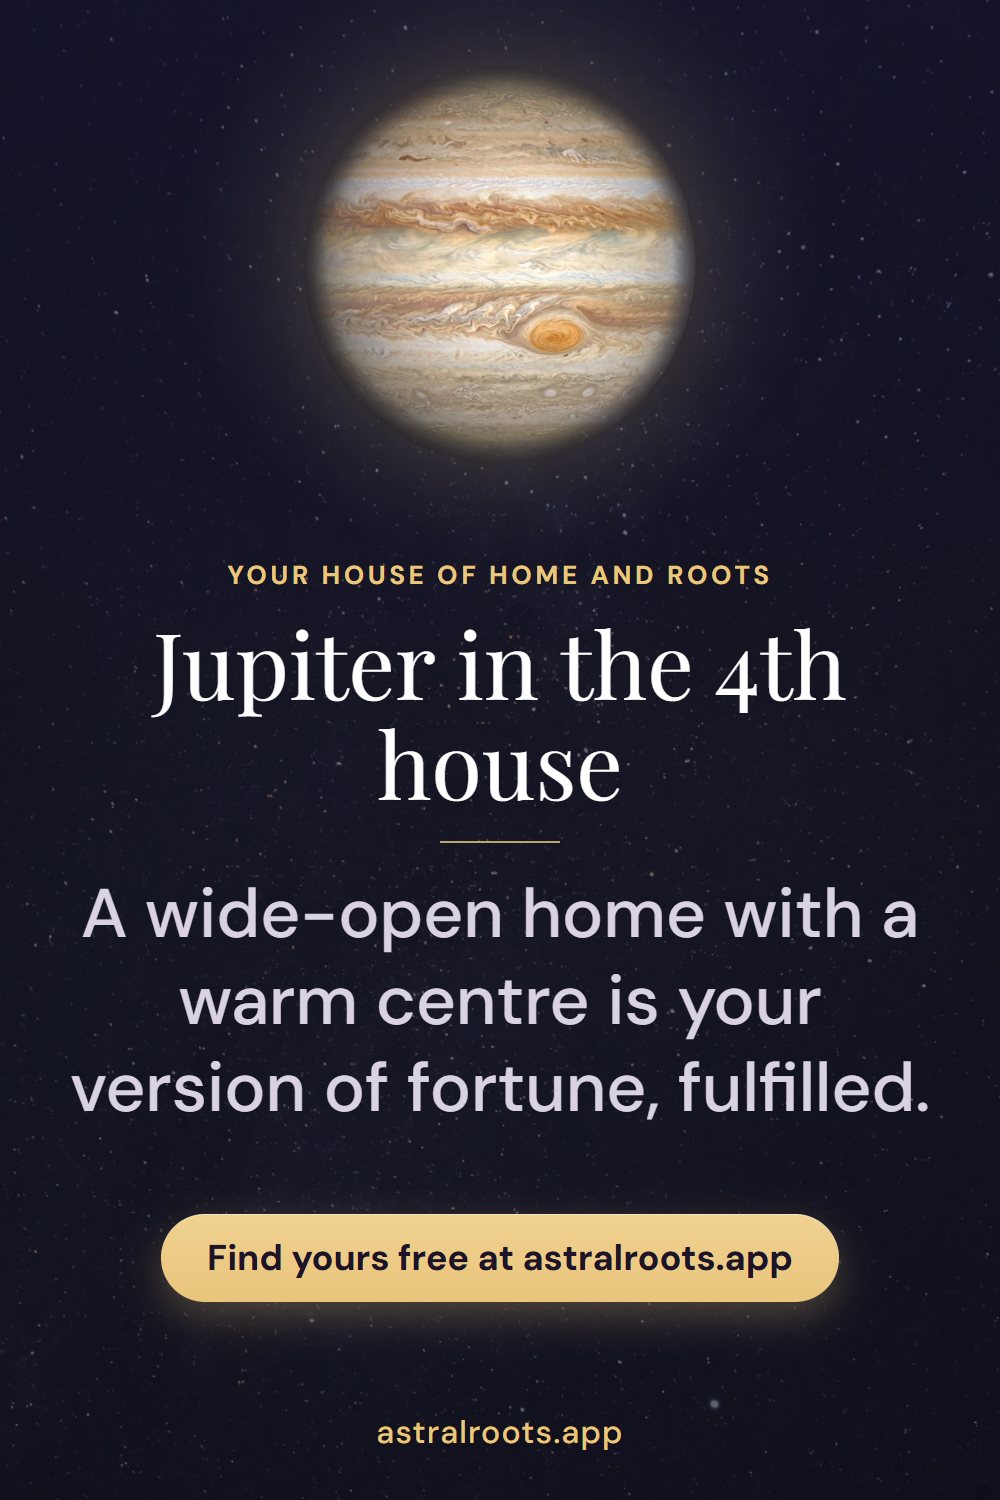 YOUR HOUSE OF HOME AND ROOTS
Jupiter in the 4th
house
A wide-open home with a
warm centre is your
version of fortune, fulfilled.
Find yours free at astralroots.app
astralroots.app